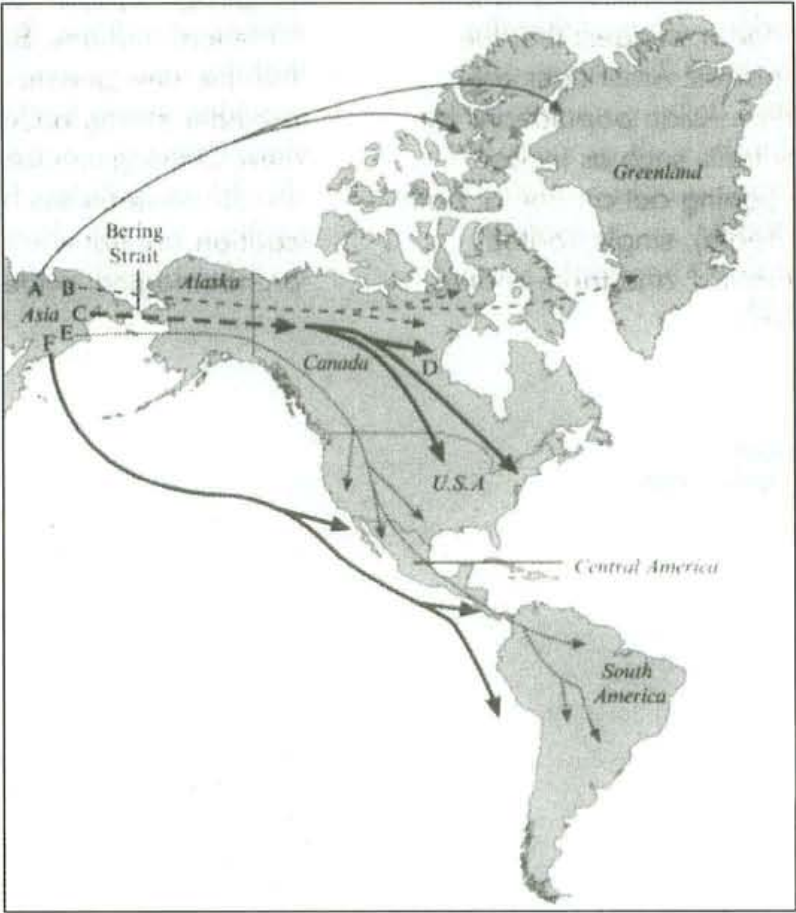 Greenland
Bering
Strait
Alaska
A B
Asia C
E
F
Canada
D
U.S.A
Central America
South
America